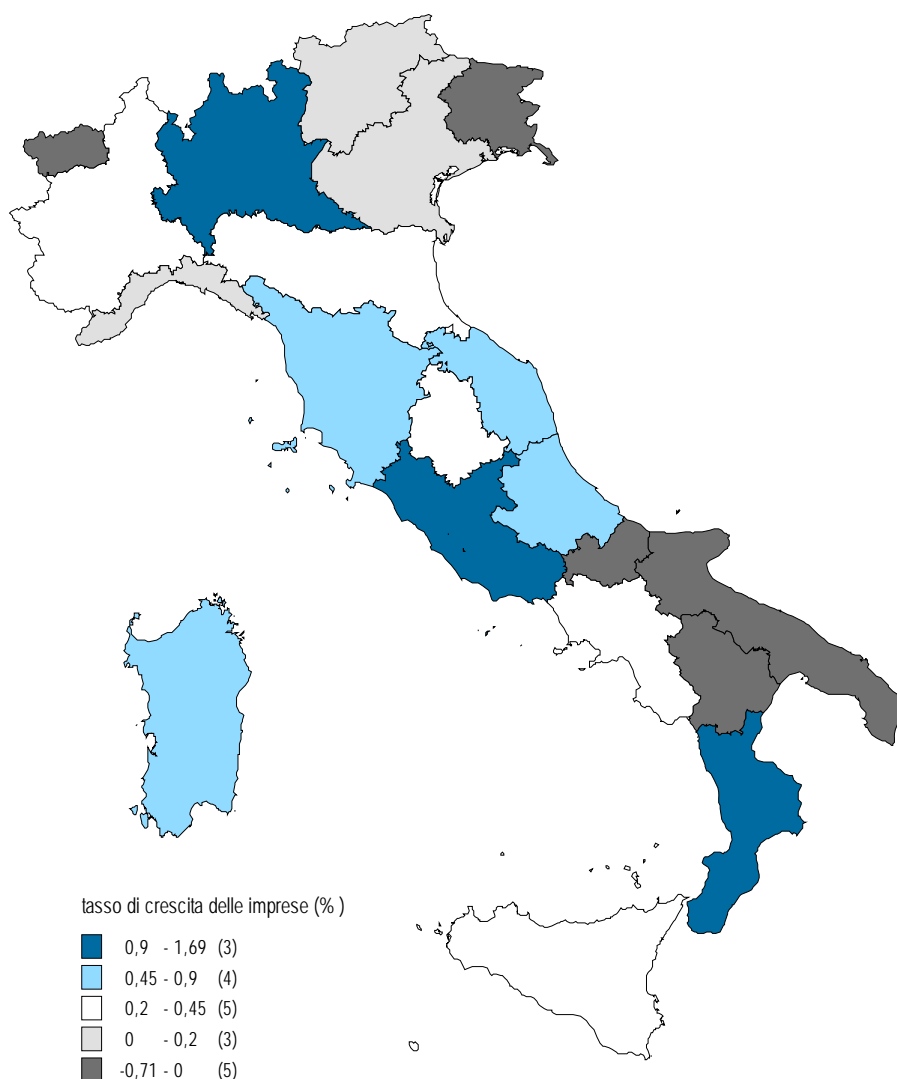 tasso di crescita delle imprese (% )
0,9 - 1,69 (3)
0,45 - 0,9 (4)
0,2 - 0,45 (5)
0 - 0,2 (3)
-0,71 - 0 (5)